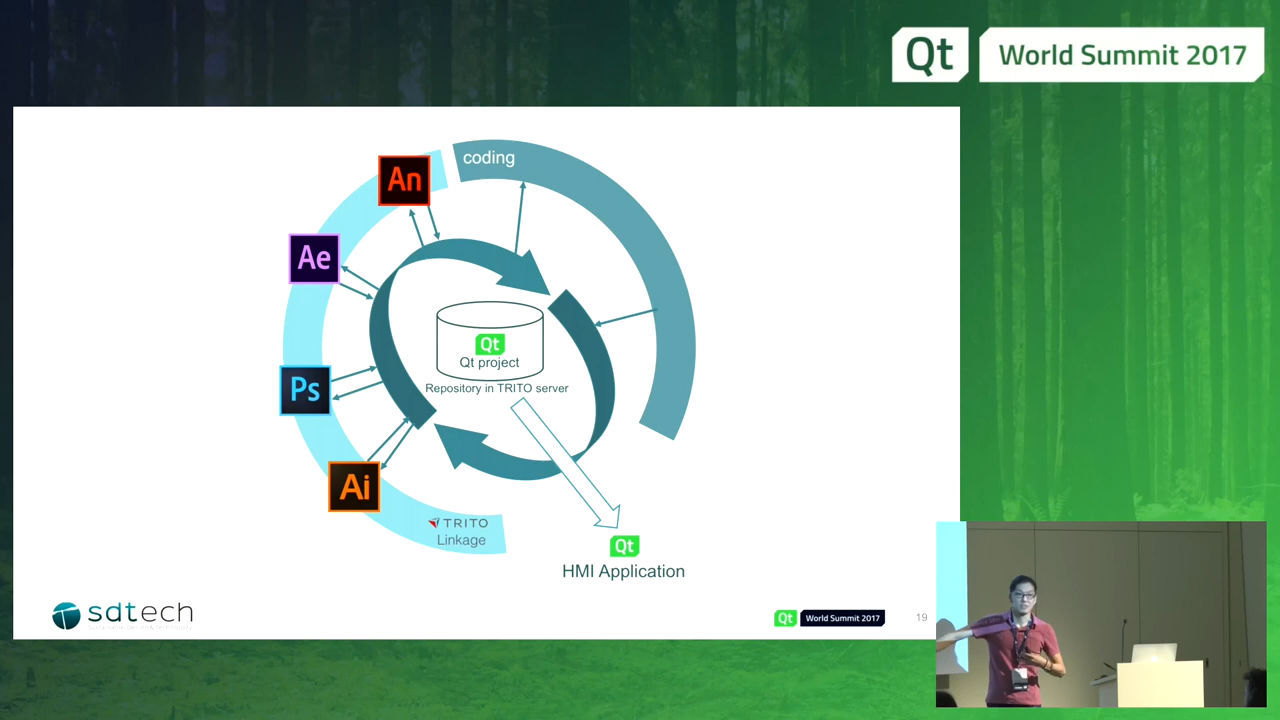 Qt World Summit 2017
coding
An
Ae
Ps
Ai
Qt
Qt project
Repository in TRITO server
TRITO
Linkage
Qt
HMI Application
sdtech
Qt World Summit 2017
19